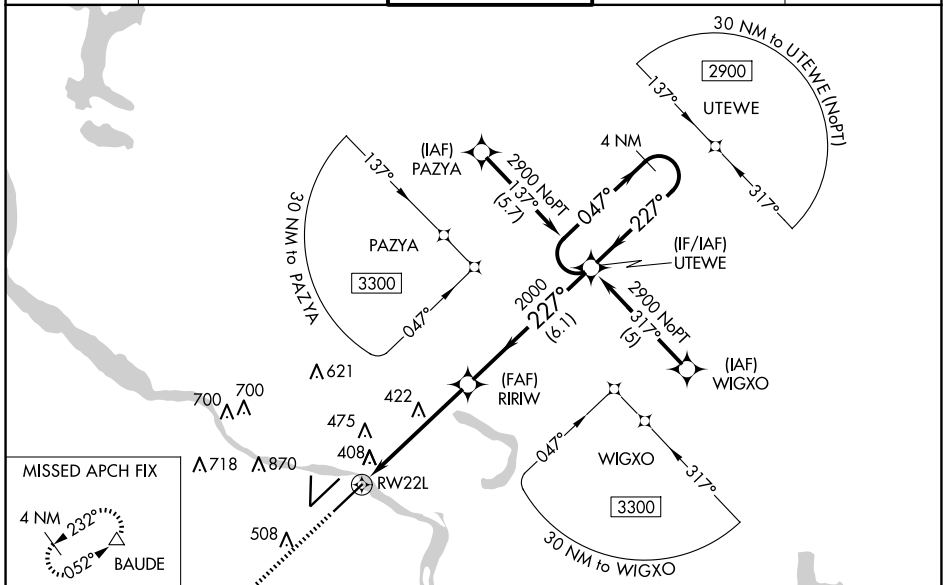 30 NM to UTEWE (NoPT)
2900
137°
UTEWE
317°
4 NM
(IAF)
PAZYA
2900 NoPT
137°
(5.7)
047°
227°
(IF/IAF)
UTEWE
137°
30 NM to PAZYA
PAZYA
3300
047°
2000
227°
(6.1)
2900 NoPT
317°
(5)
(IAF)
WIGXO
(FAF)
RIRIW
621
700
700
422
475
408
718
870
RW22L
508
047°
WIGXO
317°
3300
30 NM to WIGXO
MISSED APCH FIX
4 NM
232°
052°
BAUDE